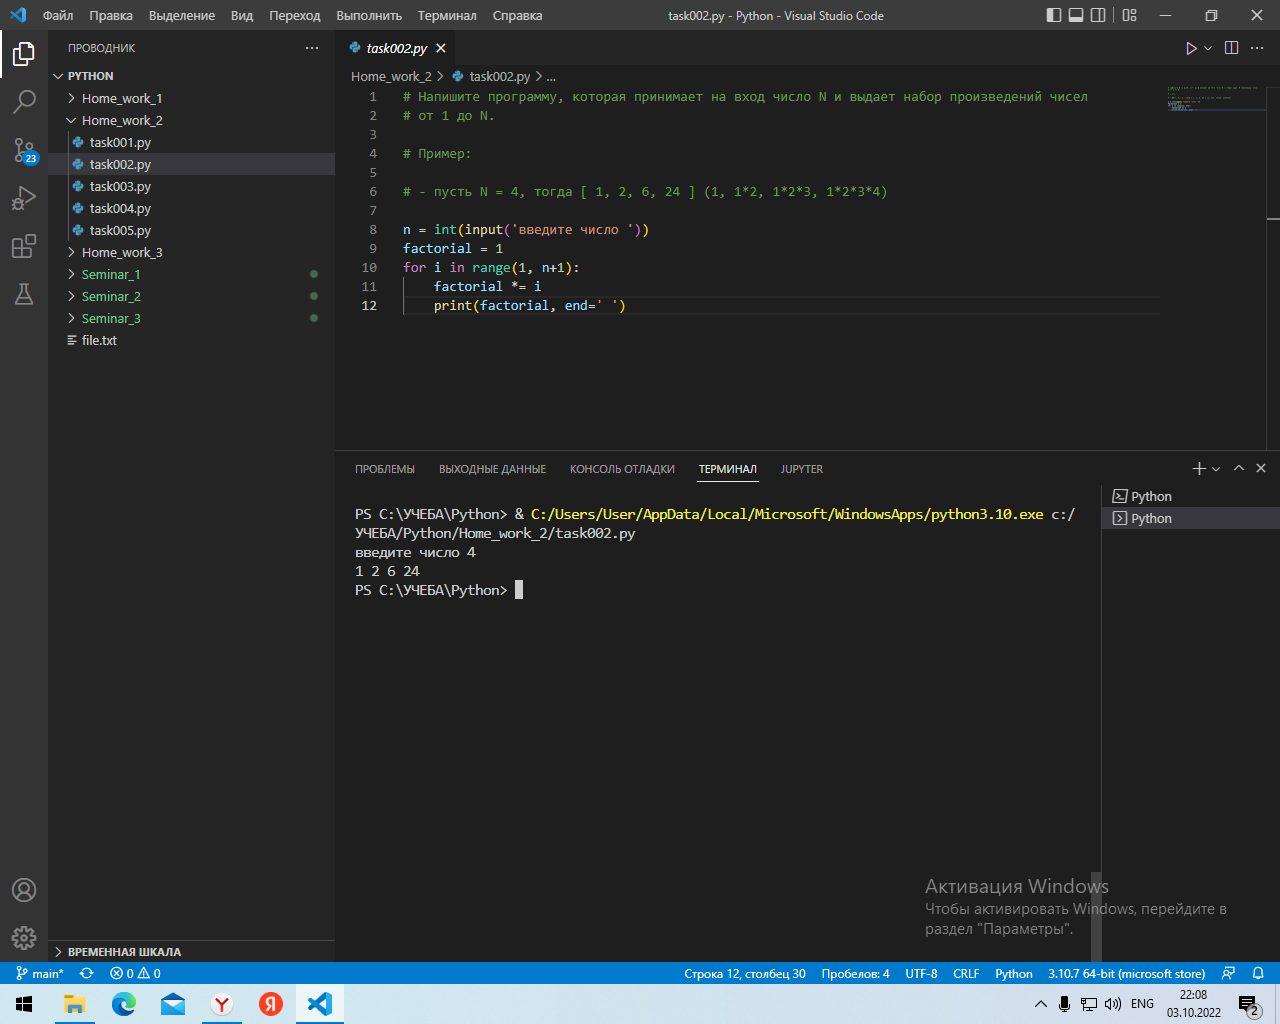 Файл Правка Выделение Вид Переход Выполнить Терминал Справка task002.py - Python - Visual Studio Code
ПРОВОДНИК
PYTHON
Home_work_1
Home_work_2
task001.py
task002.py
task003.py
task004.py
task005.py
Home_work_3
Seminar_1
Seminar_2
Seminar_3
file.txt
ВРЕМЕННАЯ ШКАЛА
23
task002.py
Home_work_2 > task002.py > ...
1 # Напишите программу, которая принимает на вход число N и выдает набор произведений чисел
2 # от 1 до N.
3
4 # Пример:
5
6 # - пусть N = 4, тогда [ 1, 2, 6, 24 ] (1, 1*2, 1*2*3, 1*2*3*4)
7
8 n = int(input('введите число '))
9 factorial = 1
10 for i in range(1, n+1):
11     factorial *= i
12     print(factorial, end=' ')
ПРОБЛЕМЫ ВЫХОДНЫЕ ДАННЫЕ КОНСОЛЬ ОТЛАДКИ ТЕРМИНАЛ JUPYTER
PS C:\УЧЕБА\Python> & C:/Users/User/AppData/Local/Microsoft/WindowsApps/python3.10.exe c:/
УЧЕБА/Python/Home_work_2/task002.py
введите число 4
1 2 6 24
PS C:\УЧЕБА\Python>
Python
Python
Активация Windows
Чтобы активировать Windows, перейдите в
раздел "Параметры".
main* 0 0 Строка 12, столбец 30 Пробелов: 4 UTF-8 CRLF Python 3.10.7 64-bit (microsoft store)
Y Я ENG 22:08
03.10.2022
2